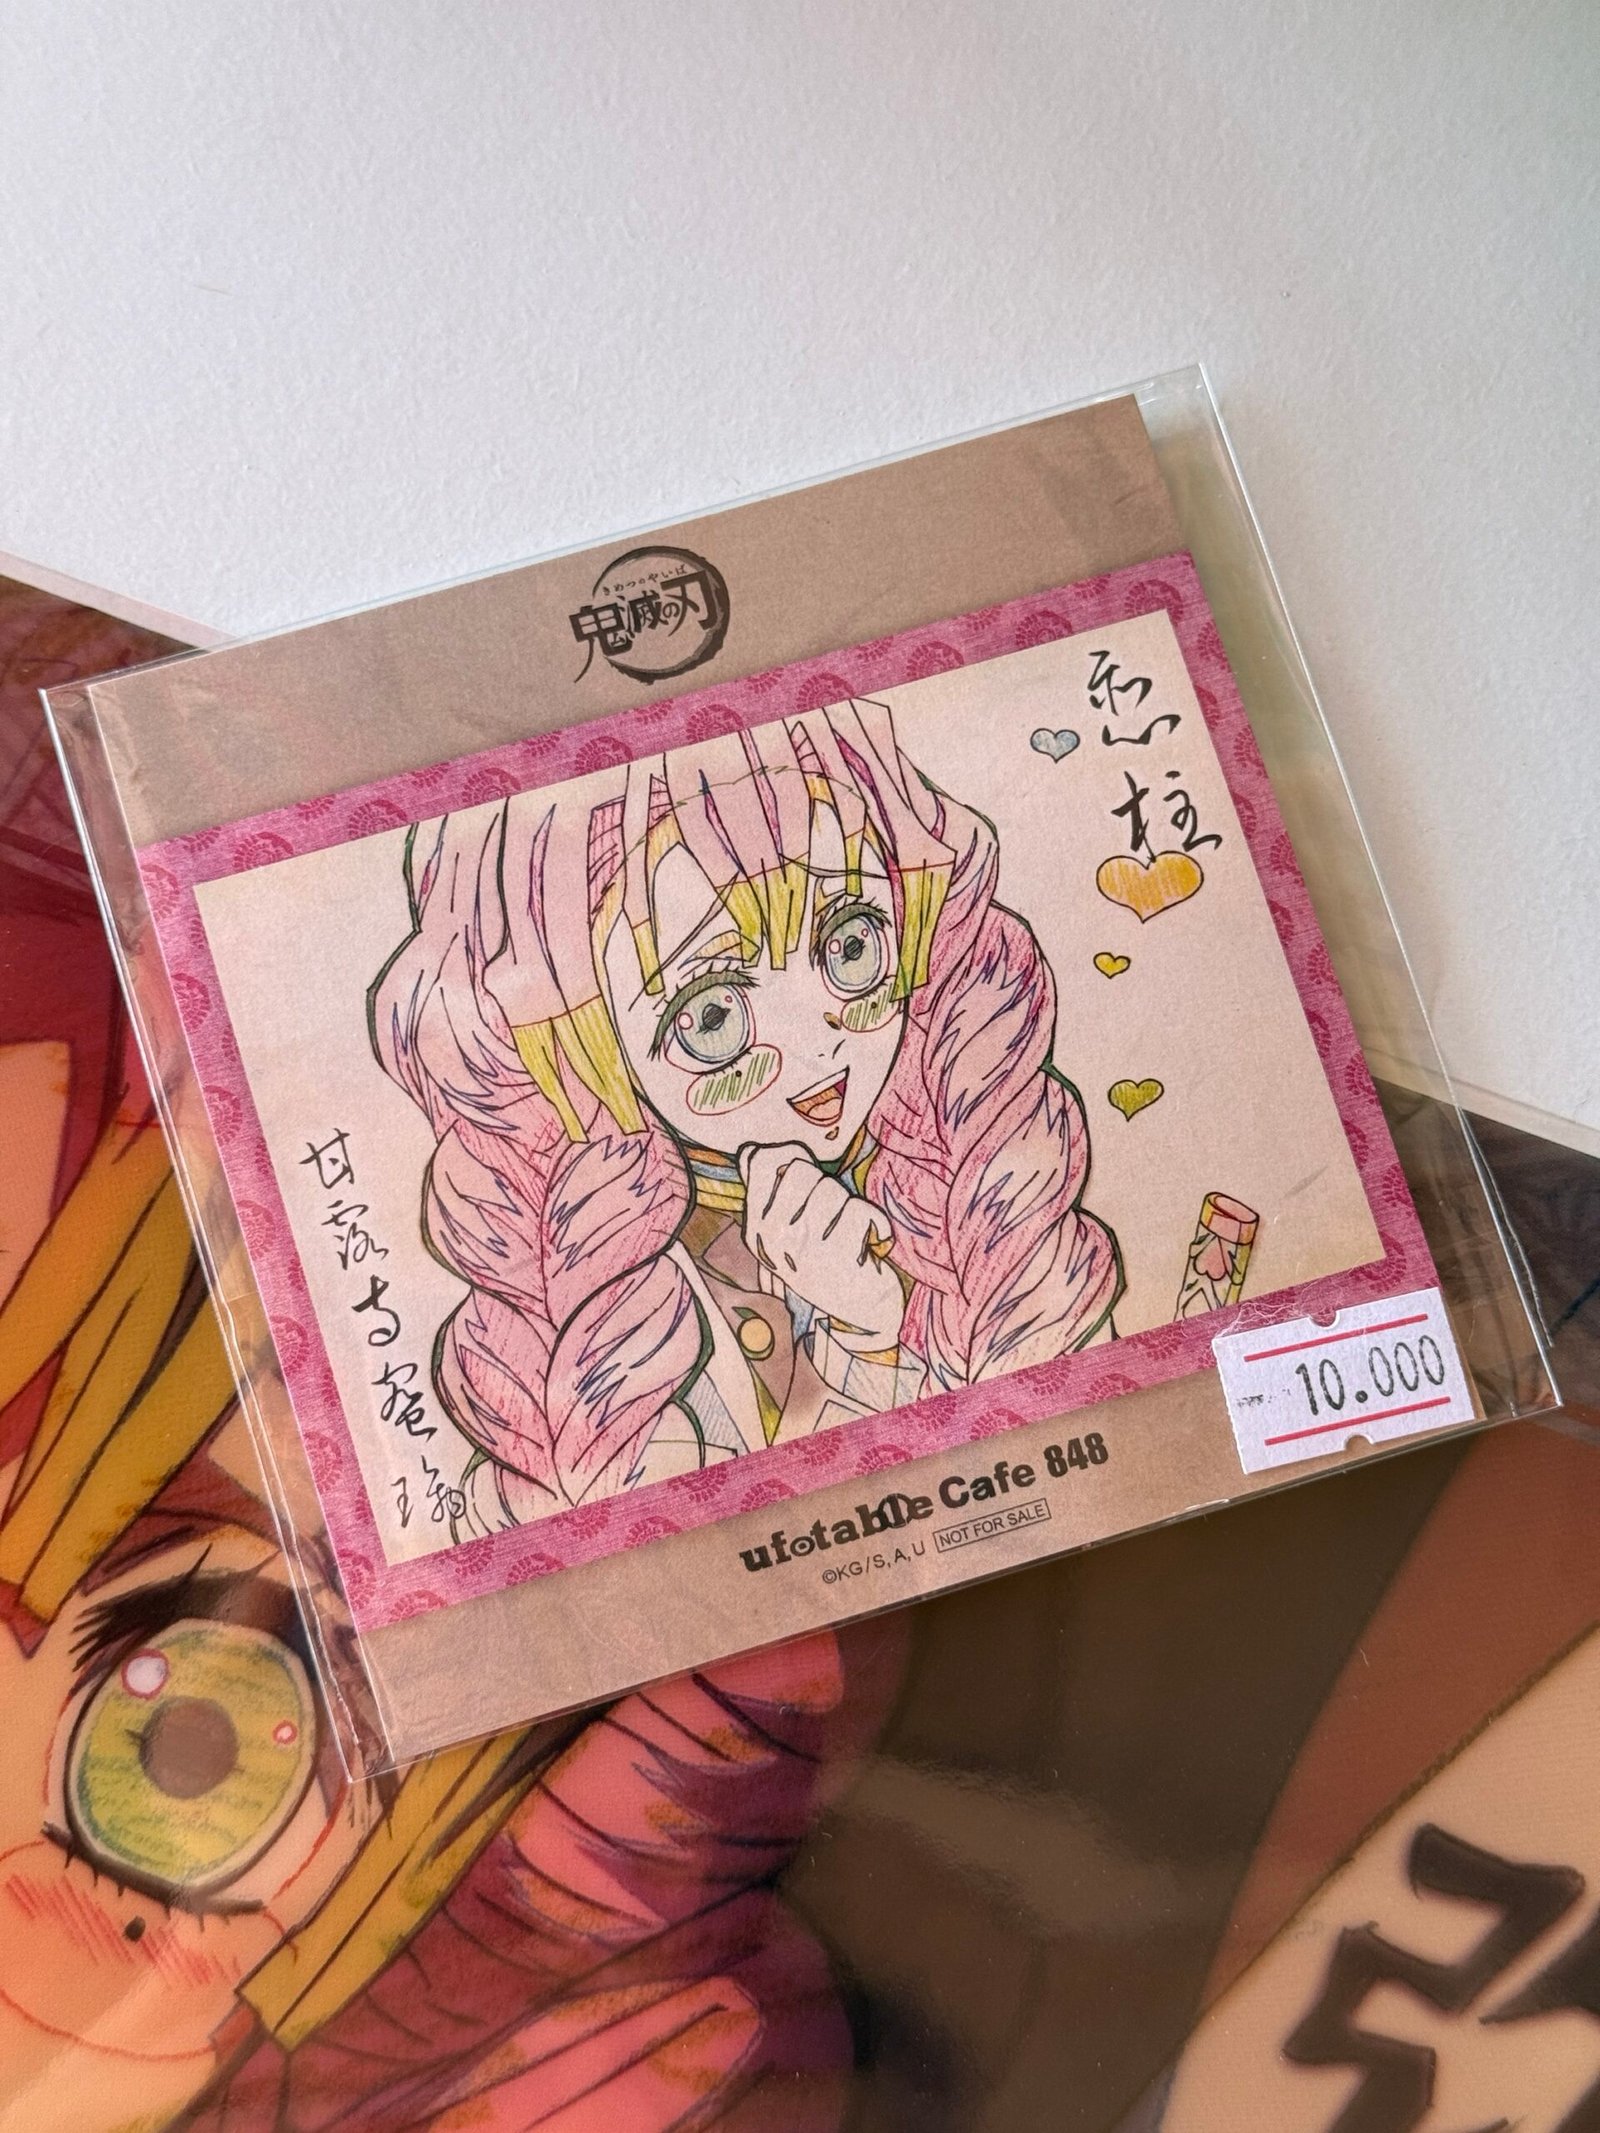 きめつのやいば
鬼滅の刃
恋柱
甘露寺蜜璃
10.000
ufotable Cafe 848
NOT FOR SALE
©KG/S,A,U